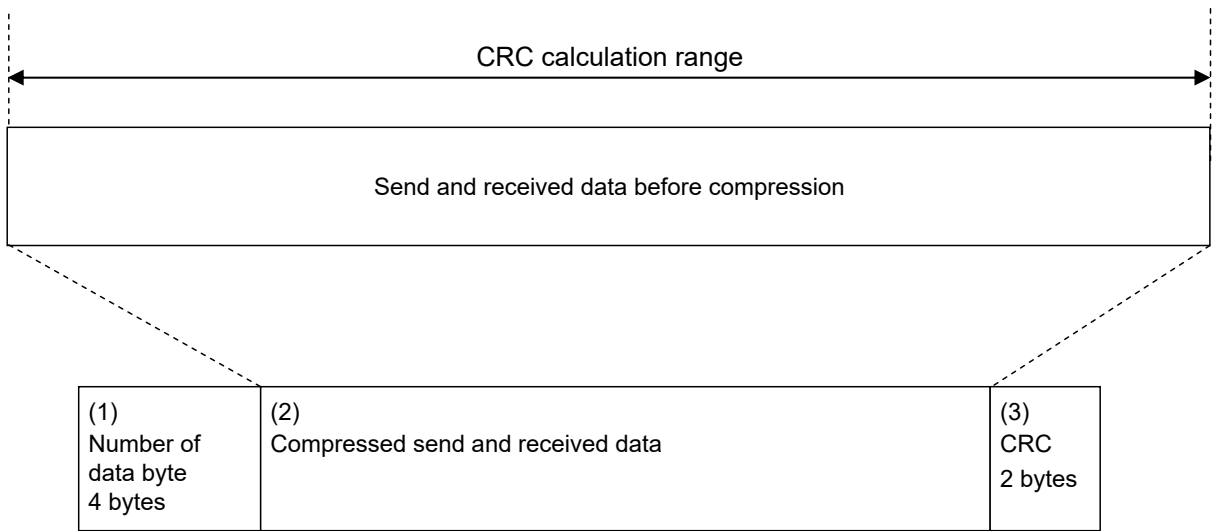 CRC calculation range
Send and received data before compression
(1)
Number of
data byte
4 bytes
(2)
Compressed send and received data
(3)
CRC
2 bytes